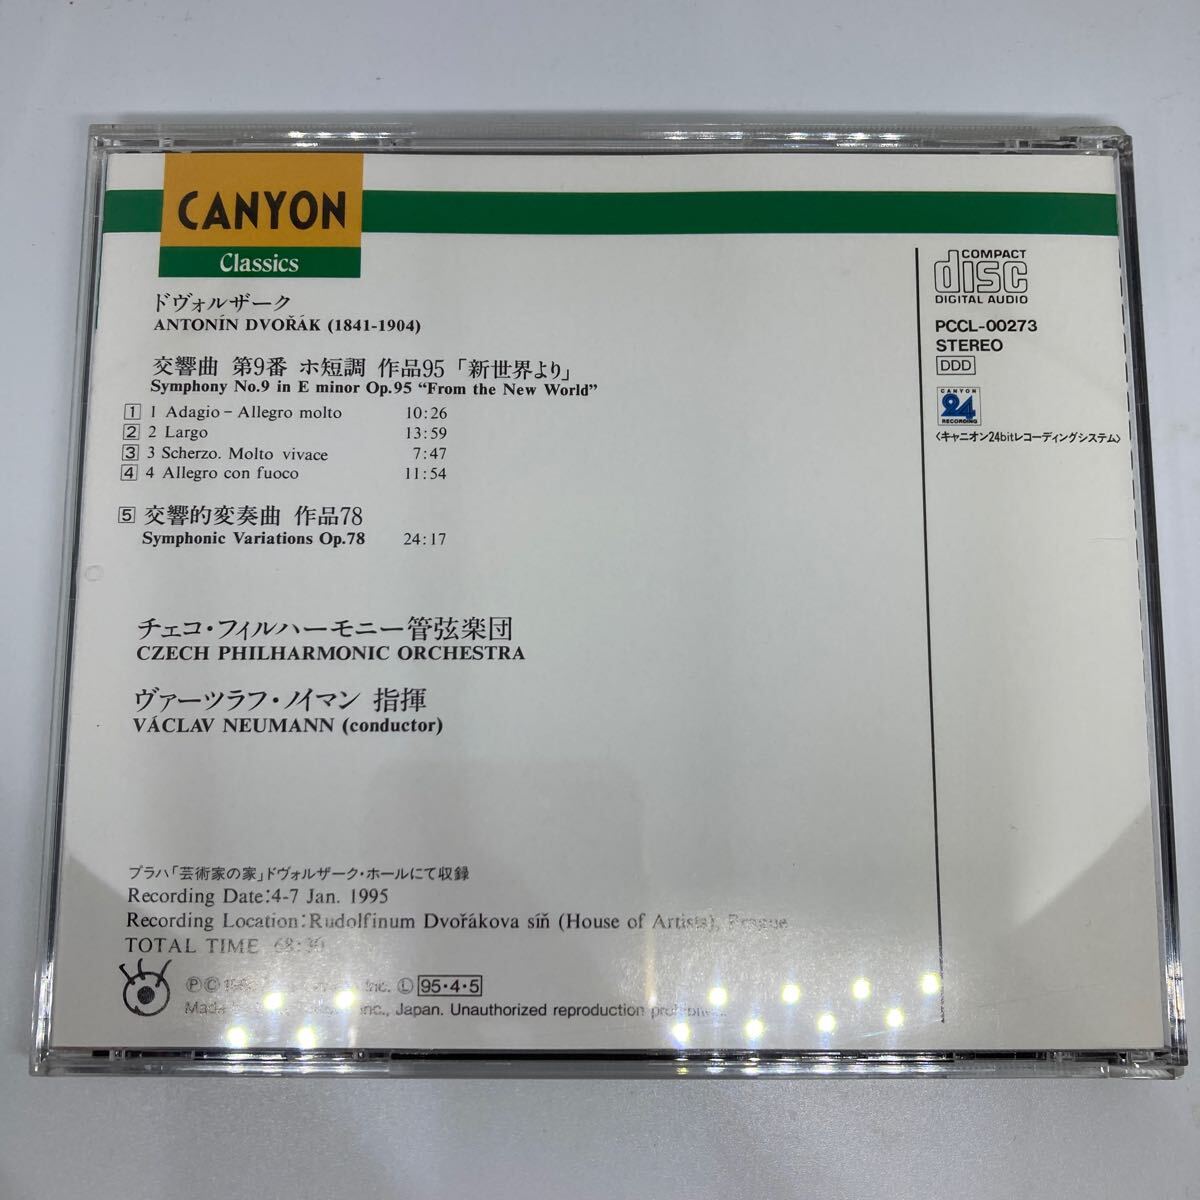 CANYON
Classics
ドヴォルザーク
ANTONÍN DVOŘÁK (1841-1904)
交響曲 第9番 ホ短調 作品95「新世界より」
Symphony No.9 in E minor Op.95 “From the New World”
1 1 Adagio – Allegro molto 10:26
2 2 Largo 13:59
3 3 Scherzo. Molto vivace 7:47
4 4 Allegro con fuoco 11:54
5 交響的変奏曲 作品78
Symphonic Variations Op.78 24:17
チェコ・フィルハーモニー管弦楽団
CZECH PHILHARMONIC ORCHESTRA
ヴァーツラフ・ノイマン 指揮
VÁCLAV NEUMANN (conductor)
プラハ「芸術家の家」ドヴォルザーク・ホールにて収録
Recording Date:4-7 Jan. 1995
Recording Location:Rudolfinum Dvořákova síň (House of Artists), Prague
TOTAL TIME 68:30
Ⓟ© Inc. Ⓛ 95・4・5
Made Inc., Japan. Unauthorized reproduction
COMPACT
disc
DIGITAL AUDIO
PCCL-00273
STEREO
DDD
CANYON
24
RECORDING
〈キャニオン24bitレコーディングシステム〉